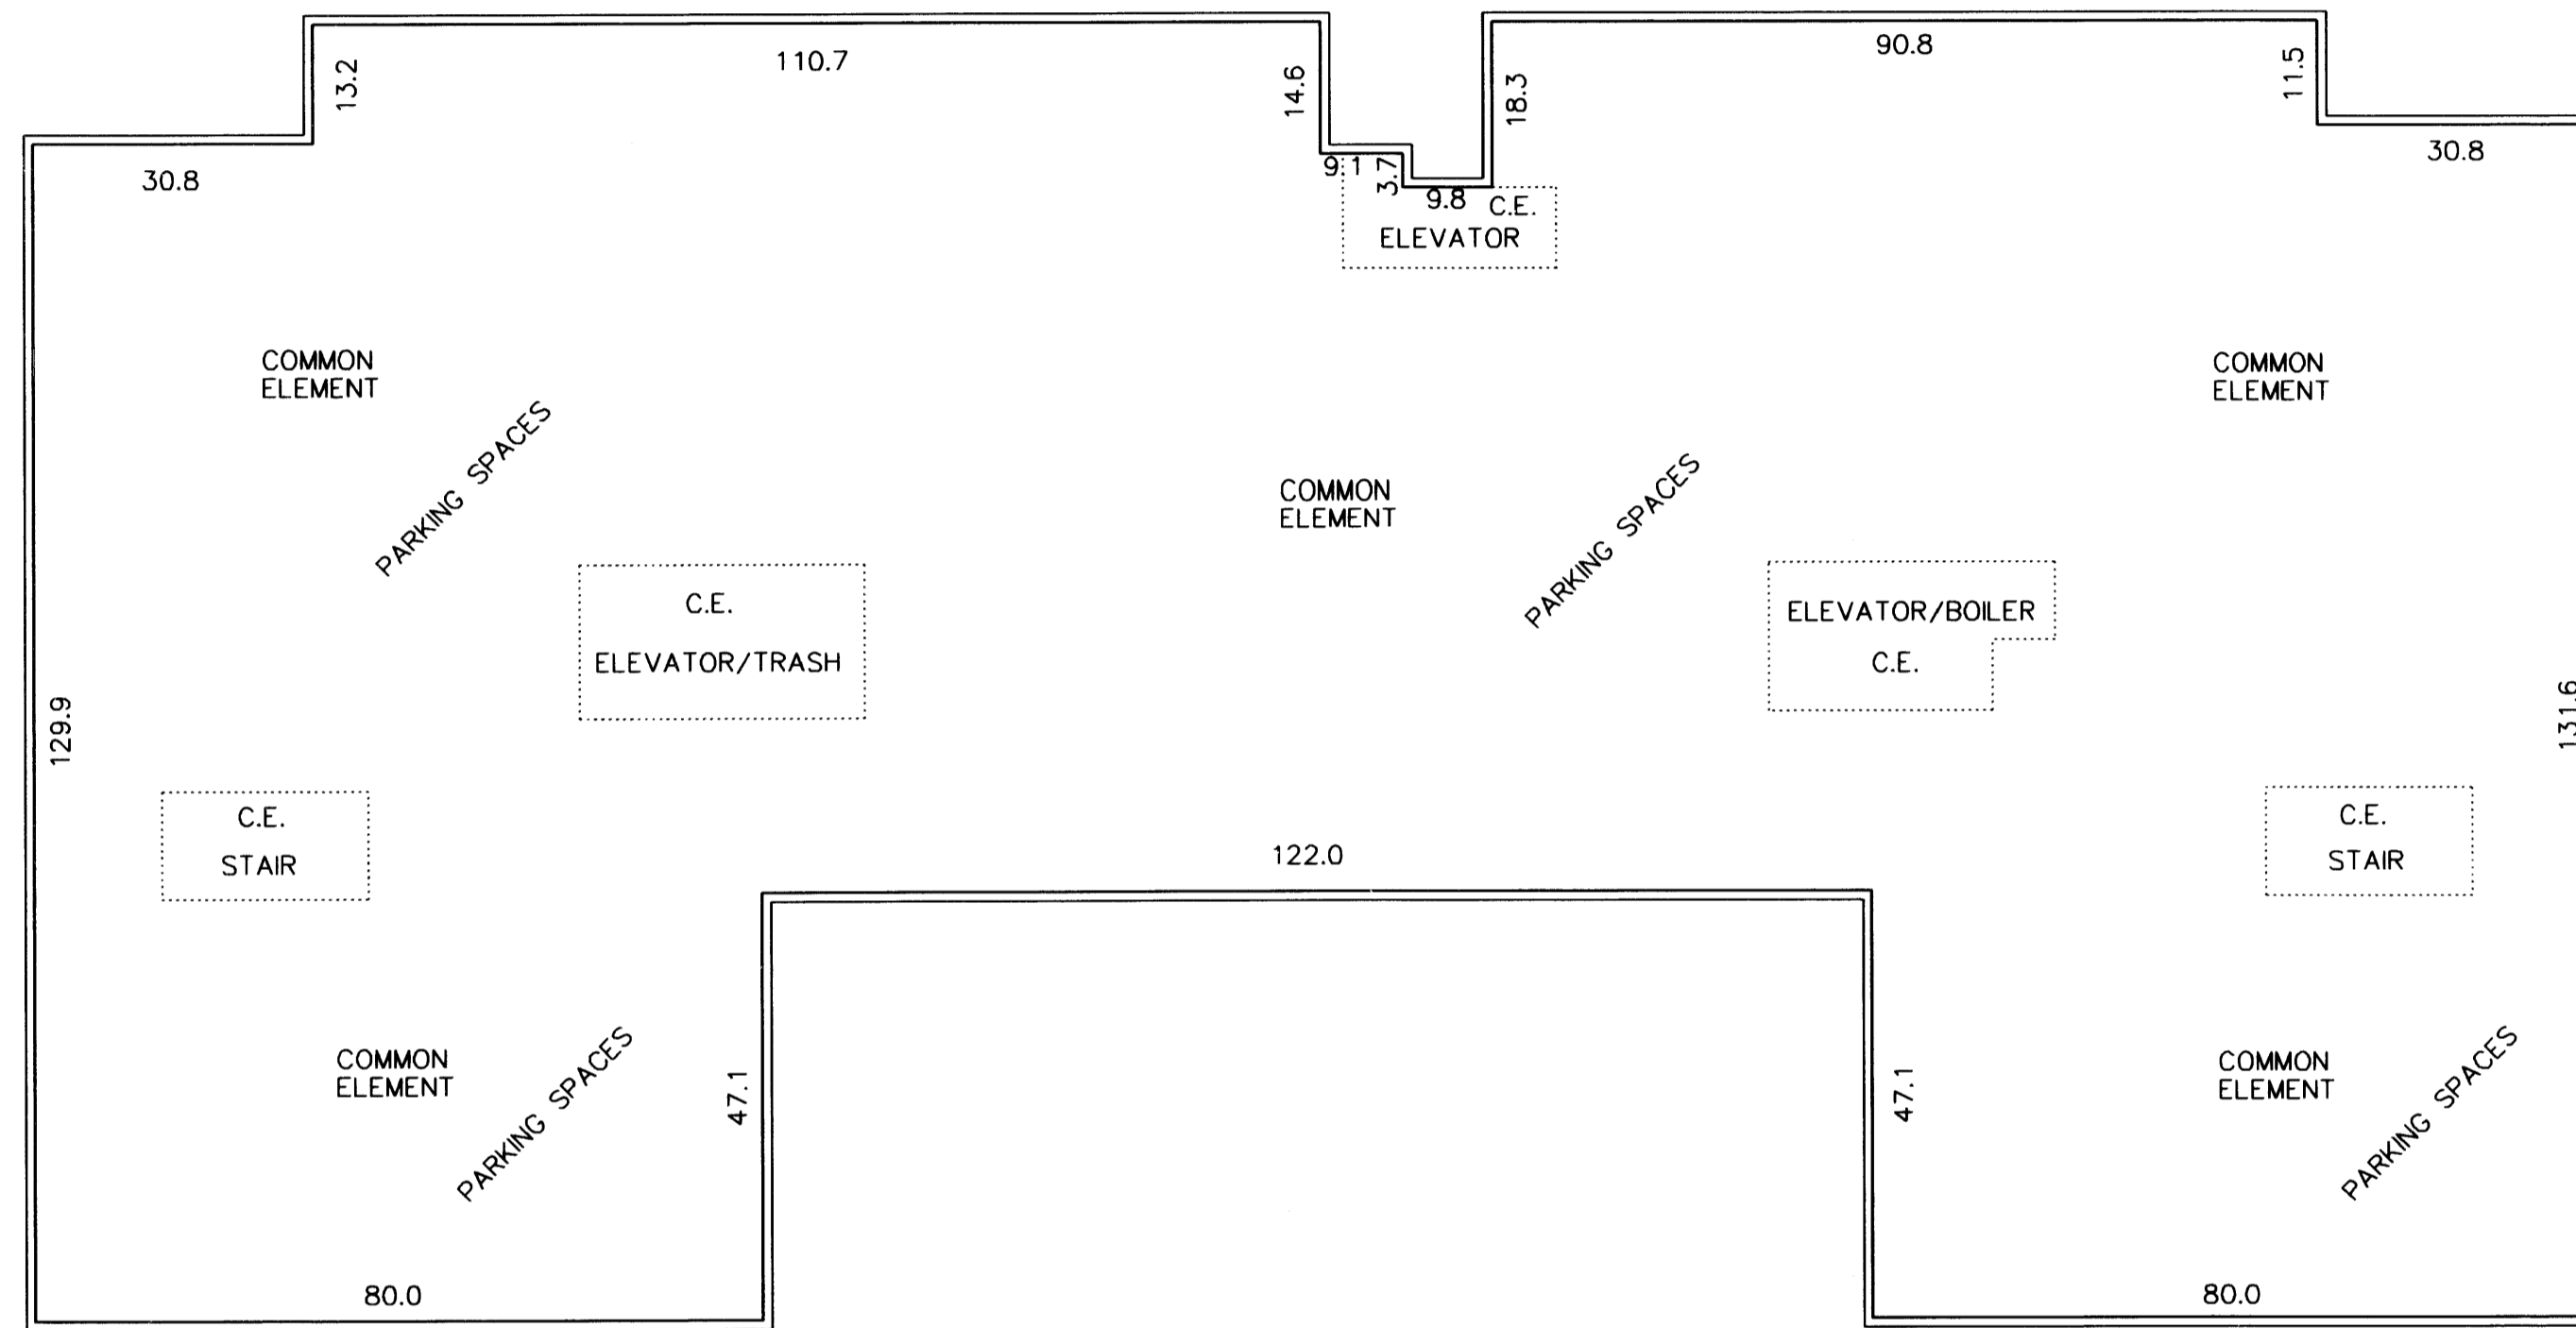 110.7
90.8
13.2
14.6
18.3
11.5
30.8
9.1
3.7
9.8
C.E.
ELEVATOR
30.8
COMMON
ELEMENT
COMMON
ELEMENT
PARKING SPACES
COMMON
ELEMENT
PARKING SPACES
C.E.
ELEVATOR/TRASH
ELEVATOR/BOILER
C.E.
129.9
131.6
C.E.
STAIR
122.0
C.E.
STAIR
COMMON
ELEMENT
PARKING SPACES
47.1
47.1
COMMON
ELEMENT
PARKING SPACES
80.0
80.0